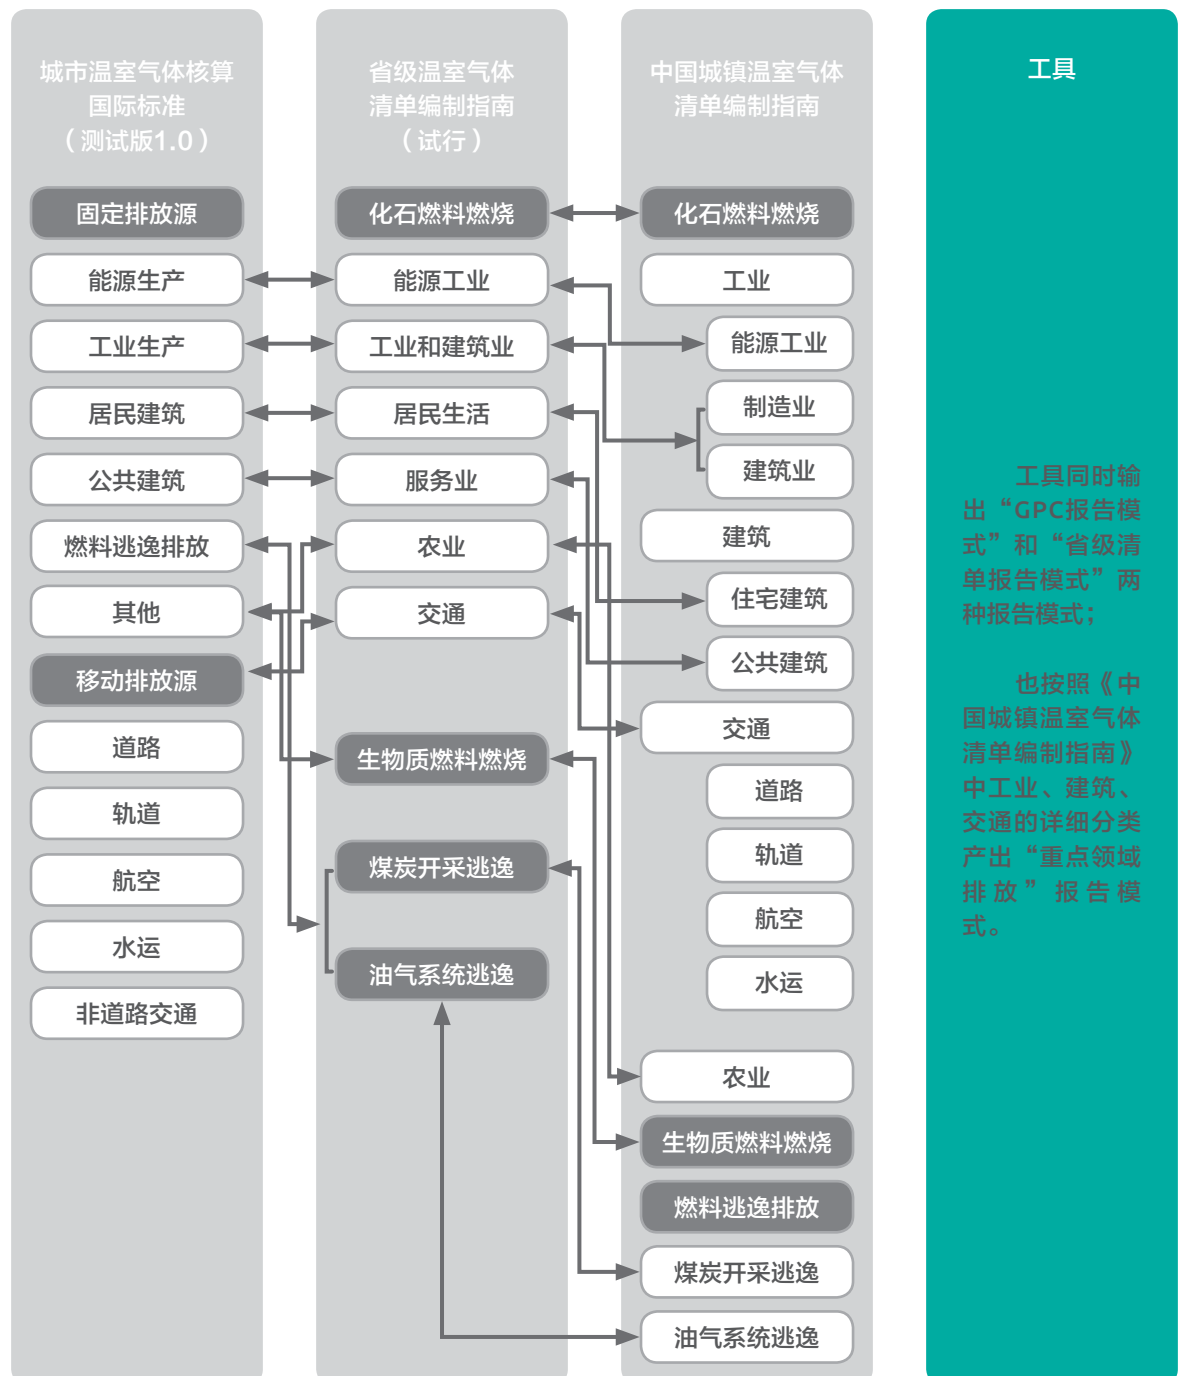 城市温室气体核算
国际标准
（测试版1.0）
固定排放源
能源生产
工业生产
居民建筑
公共建筑
燃料逃逸排放
其他
移动排放源
道路
轨道
航空
水运
非道路交通
省级温室气体
清单编制指南
（试行）
化石燃料燃烧
能源工业
工业和建筑业
居民生活
服务业
农业
交通
生物质燃料燃烧
煤炭开采逃逸
油气系统逃逸
中国城镇温室气体
清单编制指南
化石燃料燃烧
工业
能源工业
制造业
建筑业
建筑
住宅建筑
公共建筑
交通
道路
轨道
航空
水运
农业
生物质燃料燃烧
燃料逃逸排放
煤炭开采逃逸
油气系统逃逸
工具
工具同时输
出“GPC报告模
式”和“省级清
单报告模式”两
种报告模式；
也按照《中
国城镇温室气体
清单编制指南》
中工业、建筑、
交通的详细分类
产出“重点领域
排放”报告模
式。